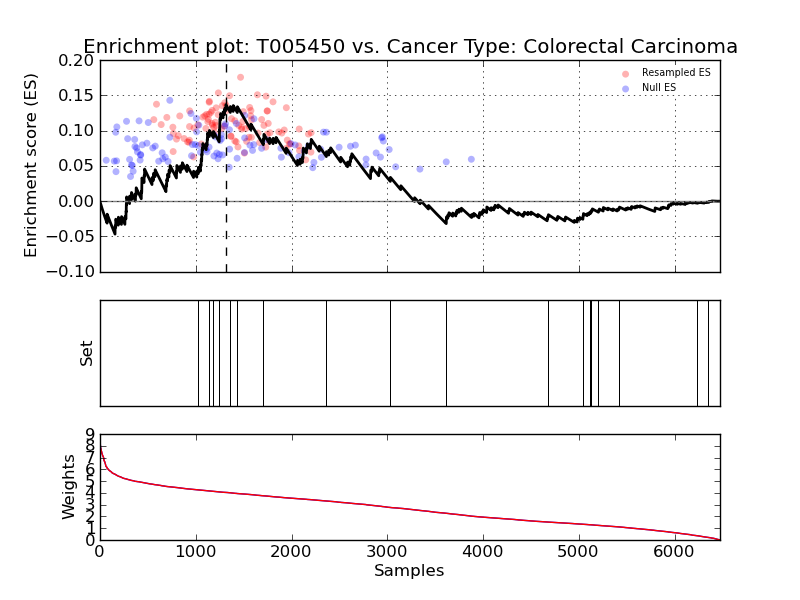 Enrichment plot: T005450 vs. Cancer Type: Colorectal Carcinoma
Enrichment score (ES)
0.20
0.15
0.10
0.05
0.00
−0.05
−0.10
Resampled ES
Null ES
Set
Weights
9
8
7
6
5
4
3
2
1
0
0 1000 2000 3000 4000 5000 6000
Samples